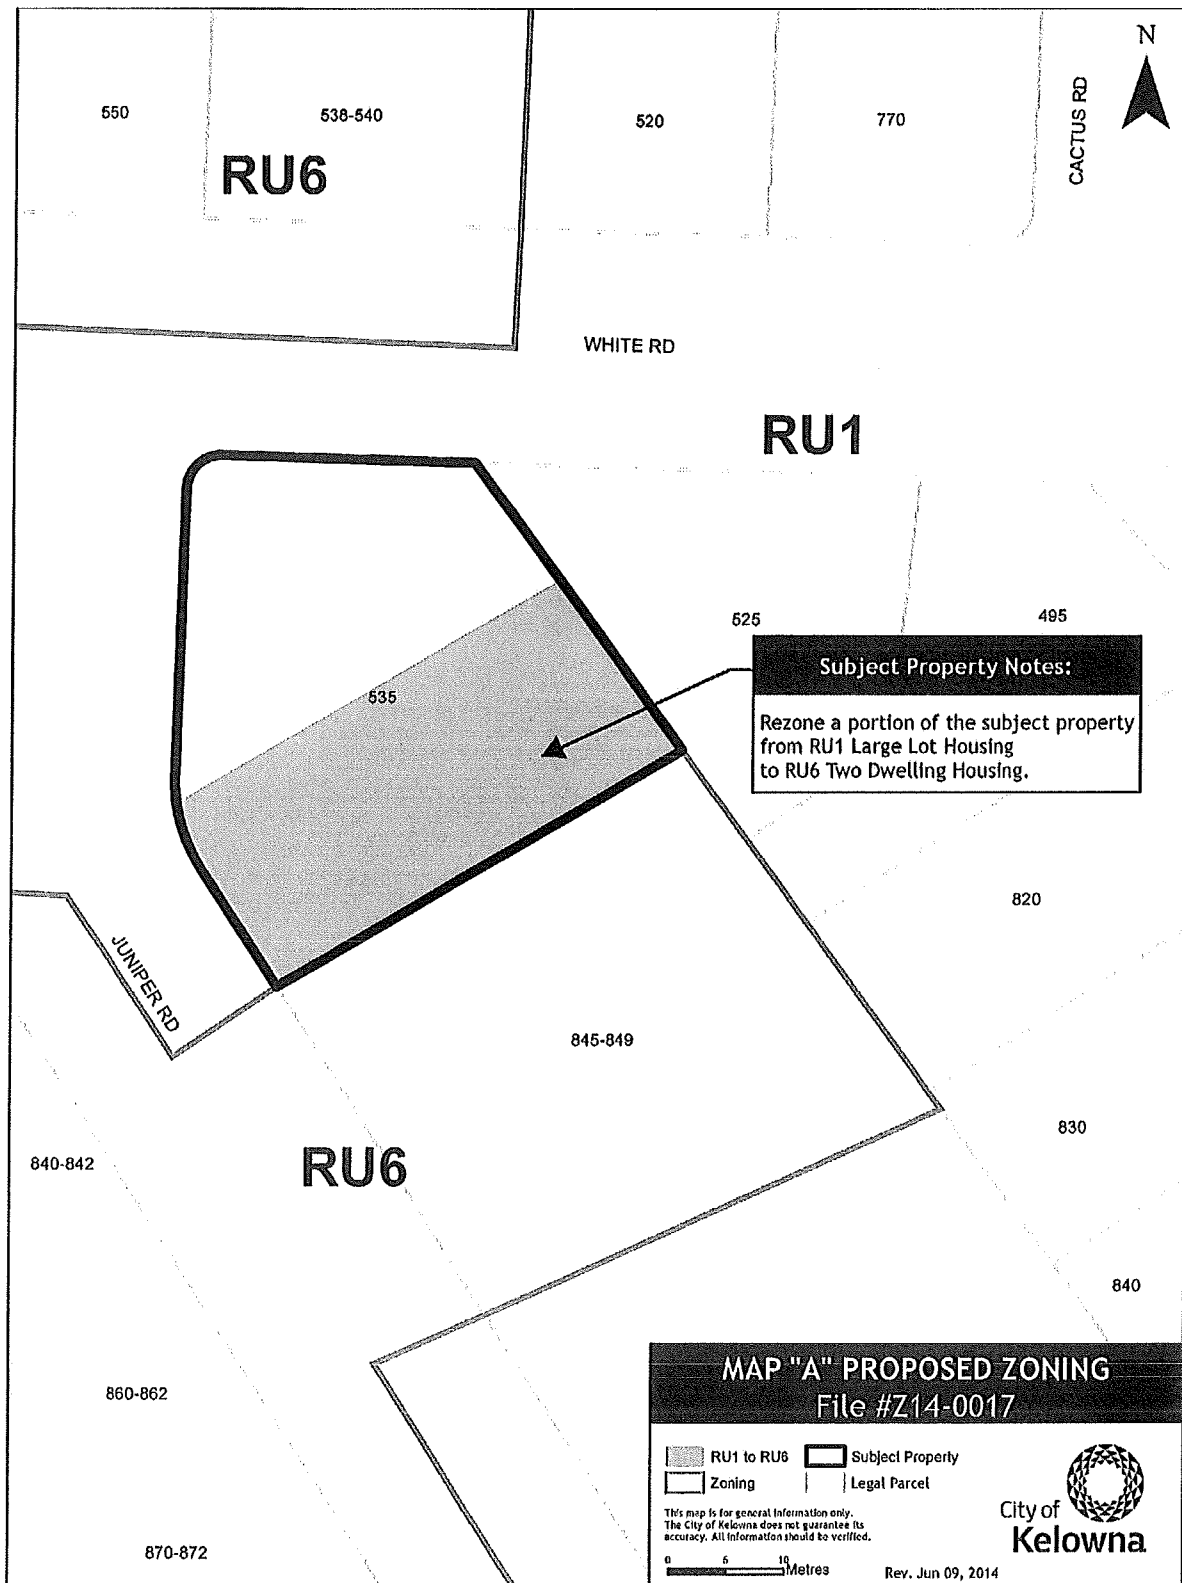 N
550
538-540
520
770
CACTUS RD
RU6
WHITE RD
RU1
525
495
Subject Property Notes:
Rezone a portion of the subject property
from RU1 Large Lot Housing
to RU6 Two Dwelling Housing.
535
820
JUNIPER RD
845-849
830
840-842
RU6
840
860-862
870-872
MAP "A" PROPOSED ZONING
File #Z14-0017
RU1 to RU6
Subject Property
Zoning
Legal Parcel
This map is for general information only.
The City of Kelowna does not guarantee its
accuracy. All information should be verified.
0 5 10
Metres
City of
Kelowna
Rev. Jun 09, 2014